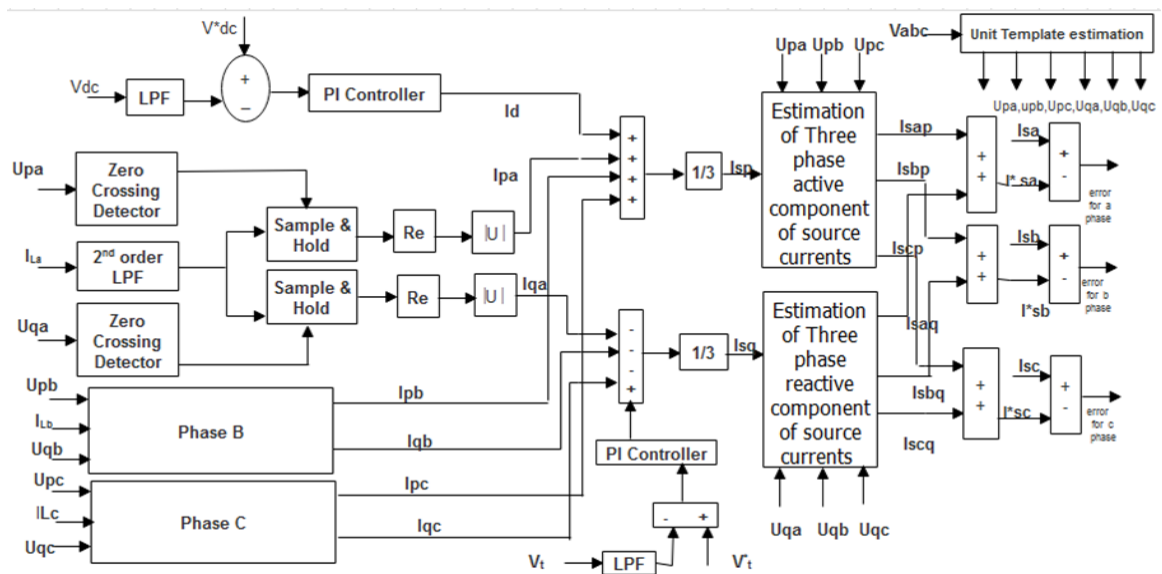 V*dc
Vdc
LPF
+
−
PI Controller
Id
Upa Upb Upc
Vabc
Unit Template estimation
Upa,upb,Upc,Uqa,Uqb,Uqc
Upa
Zero
Crossing
Detector
ILa
2nd order
LPF
Sample &
Hold
Re
|U|
Ipa
Sample &
Hold
Re
|U|
Iqa
Uqa
Zero
Crossing
Detector
+
+
+
+
1/3
Isp
Estimation
of Three
phase
active
component
of source
currents
Isap
Isbp
Iscp
+
+
Isa
I* sa
+
-
error
for a
phase
+
+
Isb
I*sb
+
-
error
for b
phase
-
-
-
+
1/3
Isq
Estimation
of Three
phase
reactive
component
of source
currents
Isaq
Isbq
Iscq
+
+
Isc
I*sc
+
-
error
for c
phase
Upb
ILb
Uqb
Phase B
Ipb
Iqb
Upc
ILc
Uqc
Phase C
Ipc
Iqc
PI Controller
- +
Vt
LPF
V*t
Uqa Uqb Uqc